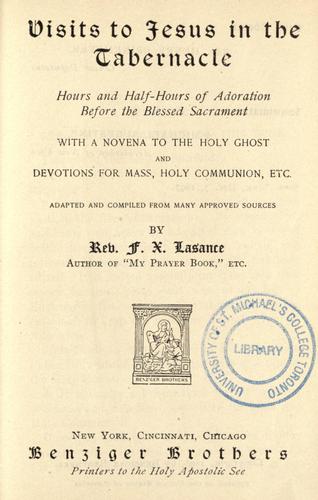 Visits to Jesus in the
Tabernacle
Hours and Half-Hours of Adoration
Before the Blessed Sacrament
WITH A NOVENA TO THE HOLY GHOST
AND
DEVOTIONS FOR MASS, HOLY COMMUNION, ETC.
ADAPTED AND COMPILED FROM MANY APPROVED SOURCES
BY
Rev. F. X. Lasance
AUTHOR OF "MY PRAYER BOOK," ETC.
BENZIGER BROTHERS
UNIVERSITY OF ST. MICHAEL'S COLLEGE TORONTO
LIBRARY
NEW YORK, CINCINNATI, CHICAGO
Benziger Brothers
Printers to the Holy Apostolic See